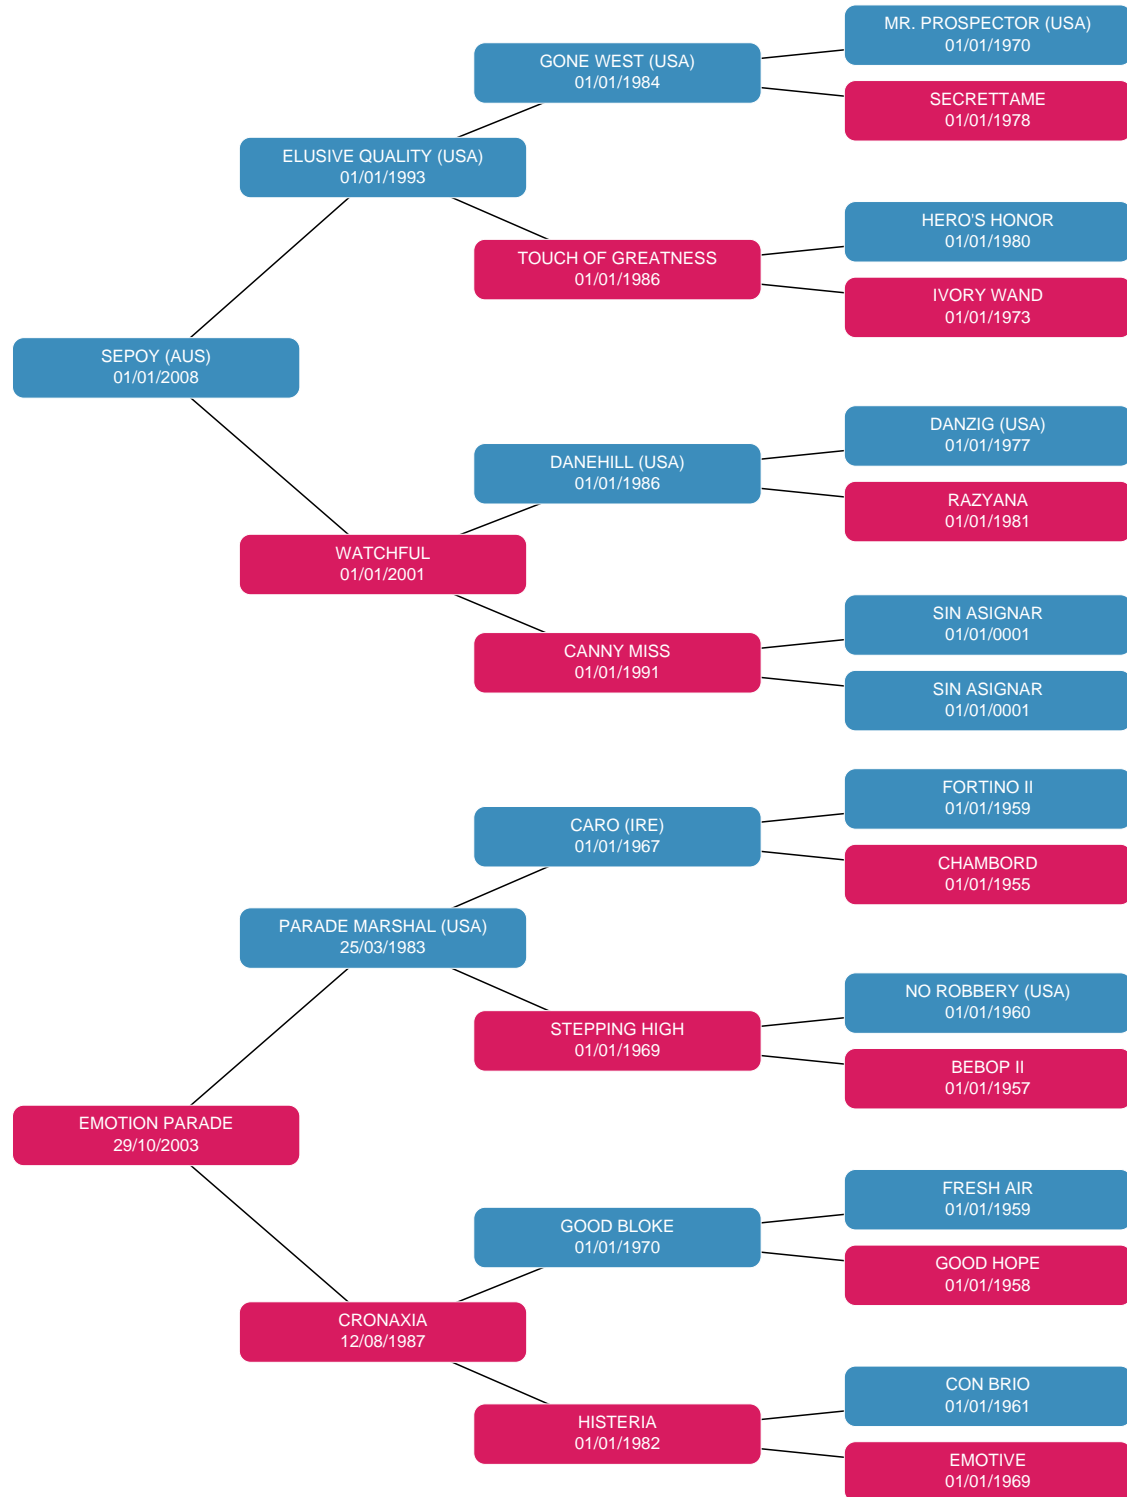 MR. PROSPECTOR (USA)
01/01/1970
GONE WEST (USA)
01/01/1984
SECRETTAME
01/01/1978
ELUSIVE QUALITY (USA)
01/01/1993
HERO'S HONOR
01/01/1980
TOUCH OF GREATNESS
01/01/1986
IVORY WAND
01/01/1973
SEPOY (AUS)
01/01/2008
DANZIG (USA)
01/01/1977
DANEHILL (USA)
01/01/1986
RAZYANA
01/01/1981
WATCHFUL
01/01/2001
SIN ASIGNAR
01/01/0001
CANNY MISS
01/01/1991
SIN ASIGNAR
01/01/0001
FORTINO II
01/01/1959
CARO (IRE)
01/01/1967
CHAMBORD
01/01/1955
PARADE MARSHAL (USA)
25/03/1983
NO ROBBERY (USA)
01/01/1960
STEPPING HIGH
01/01/1969
BEBOP II
01/01/1957
EMOTION PARADE
29/10/2003
FRESH AIR
01/01/1959
GOOD BLOKE
01/01/1970
GOOD HOPE
01/01/1958
CRONAXIA
12/08/1987
CON BRIO
01/01/1961
HISTERIA
01/01/1982
EMOTIVE
01/01/1969